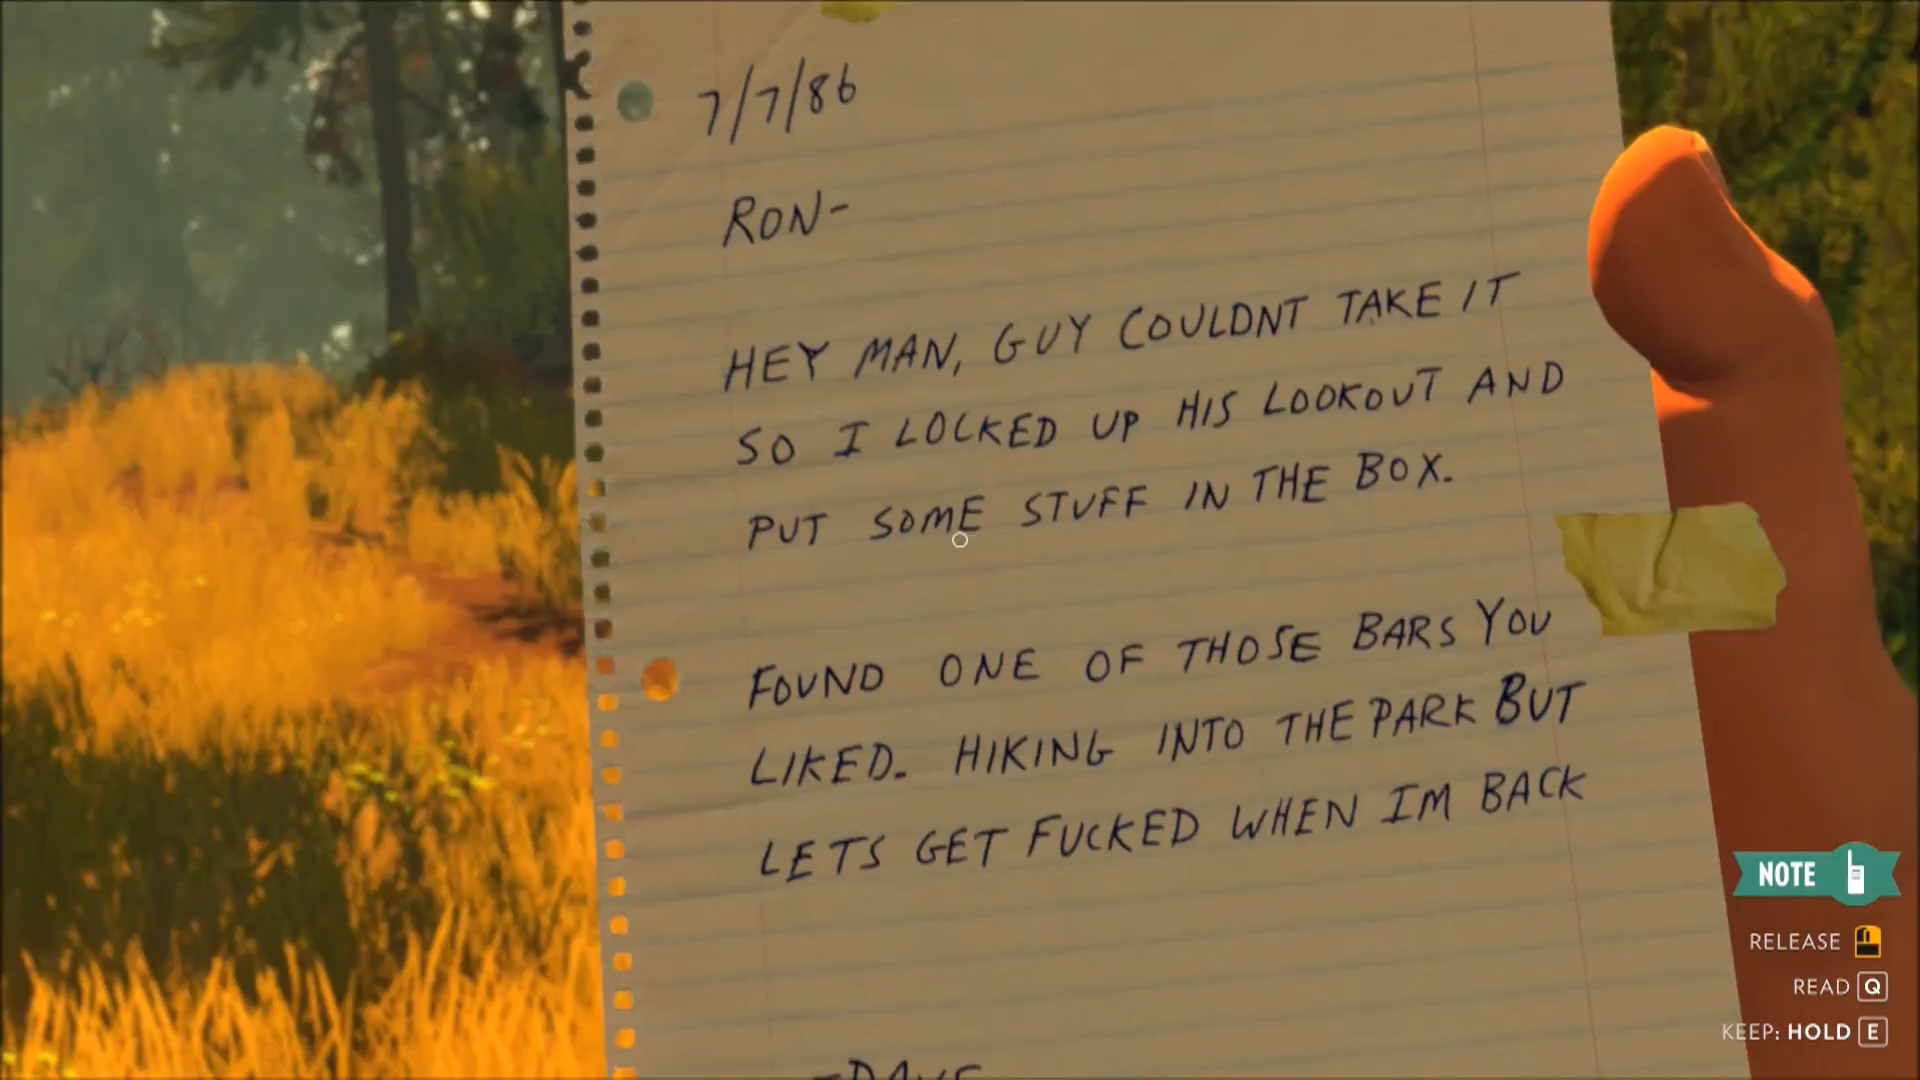 7/7/86
RON-
HEY MAN, GUY COULDNT TAKE IT
SO I LOCKED UP HIS LOOKOUT AND
PUT SOME STUFF IN THE BOX.
FOUND ONE OF THOSE BARS YOU
LIKED. HIKING INTO THE PARK BUT
LETS GET FUCKED WHEN IM BACK
-DAVE
NOTE
RELEASE
READ Q
KEEP: HOLD E